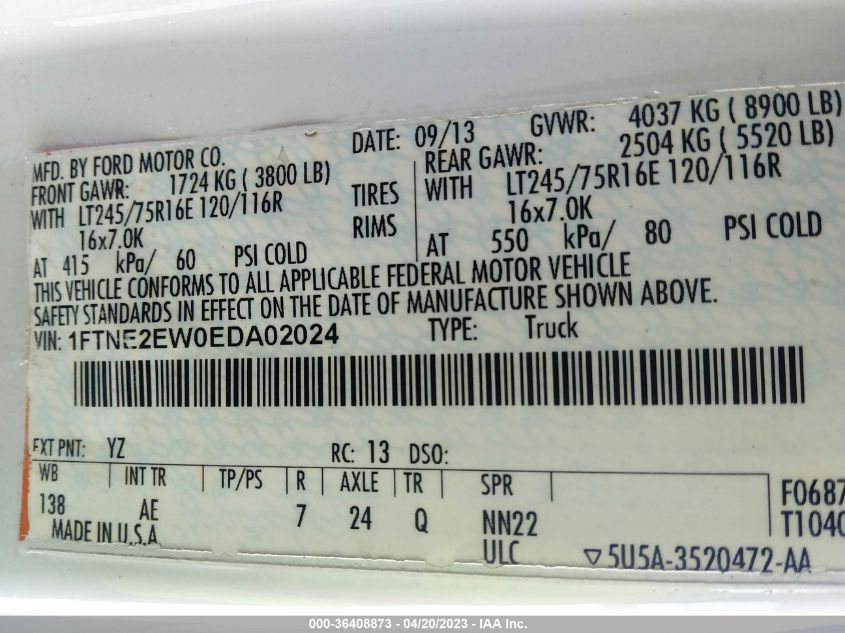 MFD. BY FORD MOTOR CO. DATE: 09/13 GVWR: 4037 KG ( 8900 LB)
FRONT GAWR: 1724 KG ( 3800 LB) REAR GAWR: 2504 KG ( 5520 LB)
WITH LT245/75R16E 120/116R TIRES WITH LT245/75R16E 120/116R
16x7.0K RIMS 16x7.0K
AT 415 kPa/ 60 PSI COLD AT 550 kPa/ 80 PSI COLD
THIS VEHICLE CONFORMS TO ALL APPLICABLE FEDERAL MOTOR VEHICLE
SAFETY STANDARDS IN EFFECT ON THE DATE OF MANUFACTURE SHOWN ABOVE.
VIN: 1FTNE2EW0EDA02024 TYPE: Truck
EXT PNT: YZ RC: 13 DSO:
WB INT TR TP/PS R AXLE TR SPR F0687
138 AE 7 24 Q NN22 T1040
MADE IN U.S.A. ULC ▽5U5A-3520472-AA
000-36408873 - 04/20/2023 - IAA Inc.